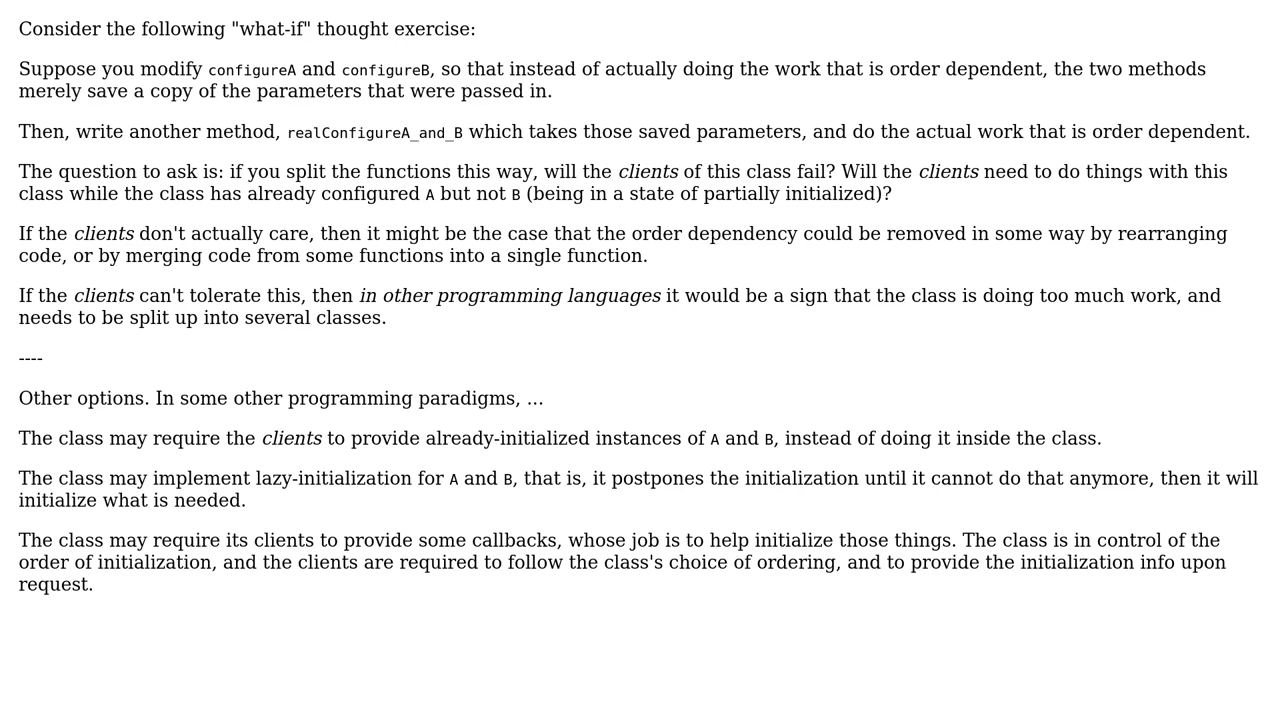 Consider the following "what-if" thought exercise:
Suppose you modify configureA and configureB, so that instead of actually doing the work that is order dependent, the two methods
merely save a copy of the parameters that were passed in.
Then, write another method, realConfigureA_and_B which takes those saved parameters, and do the actual work that is order dependent.
The question to ask is: if you split the functions this way, will the clients of this class fail? Will the clients need to do things with this
class while the class has already configured A but not B (being in a state of partially initialized)?
If the clients don't actually care, then it might be the case that the order dependency could be removed in some way by rearranging
code, or by merging code from some functions into a single function.
If the clients can't tolerate this, then in other programming languages it would be a sign that the class is doing too much work, and
needs to be split up into several classes.
----
Other options. In some other programming paradigms, ...
The class may require the clients to provide already-initialized instances of A and B, instead of doing it inside the class.
The class may implement lazy-initialization for A and B, that is, it postpones the initialization until it cannot do that anymore, then it will
initialize what is needed.
The class may require its clients to provide some callbacks, whose job is to help initialize those things. The class is in control of the
order of initialization, and the clients are required to follow the class's choice of ordering, and to provide the initialization info upon
request.